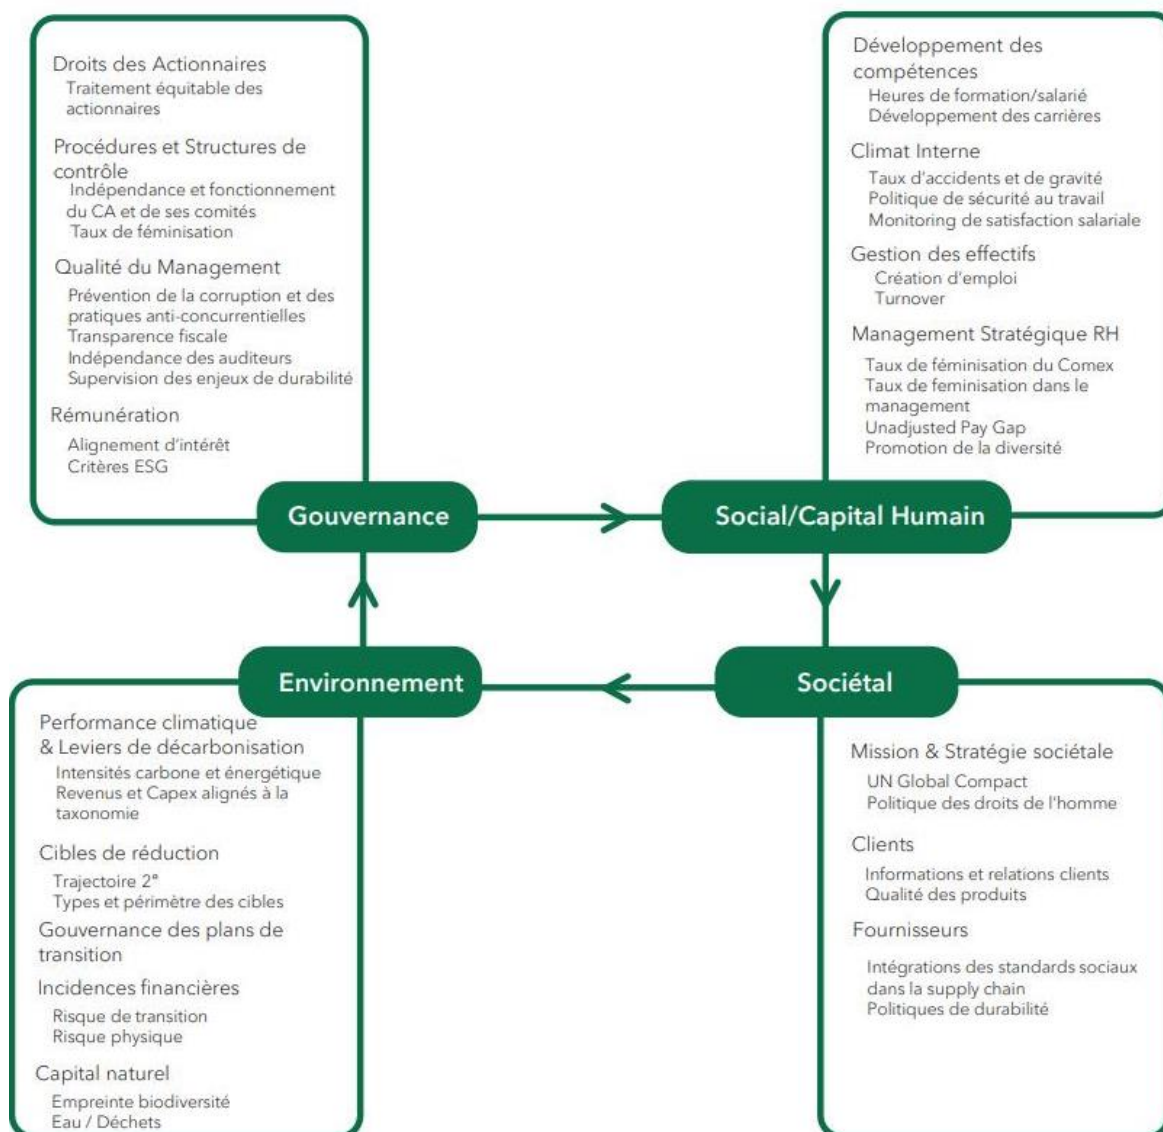 Droits des Actionnaires
Traitement équitable des
actionnaires
Procédures et Structures de
contrôle
Indépendance et fonctionnement
du CA et de ses comités
Taux de féminisation
Qualité du Management
Prévention de la corruption et des
pratiques anti-concurrentielles
Transparence fiscale
Indépendance des auditeurs
Supervision des enjeux de durabilité
Rémunération
Alignement d'intérêt
Critères ESG
Gouvernance
Développement des
compétences
Heures de formation/salarié
Développement des carrières
Climat Interne
Taux d'accidents et de gravité
Politique de sécurité au travail
Monitoring de satisfaction salariale
Gestion des effectifs
Création d'emploi
Turnover
Management Stratégique RH
Taux de féminisation du Comex
Taux de feminisation dans le
management
Unadjusted Pay Gap
Promotion de la diversité
Social/Capital Humain
Environnement
Performance climatique
& Leviers de décarbonisation
Intensités carbone et énergétique
Revenus et Capex alignés à la
taxonomie
Cibles de réduction
Trajectoire 2°
Types et périmètre des cibles
Gouvernance des plans de
transition
Incidences financières
Risque de transition
Risque physique
Capital naturel
Empreinte biodiversité
Eau / Déchets
Sociétal
Mission & Stratégie sociétale
UN Global Compact
Politique des droits de l'homme
Clients
Informations et relations clients
Qualité des produits
Fournisseurs
Intégrations des standards sociaux
dans la supply chain
Politiques de durabilité